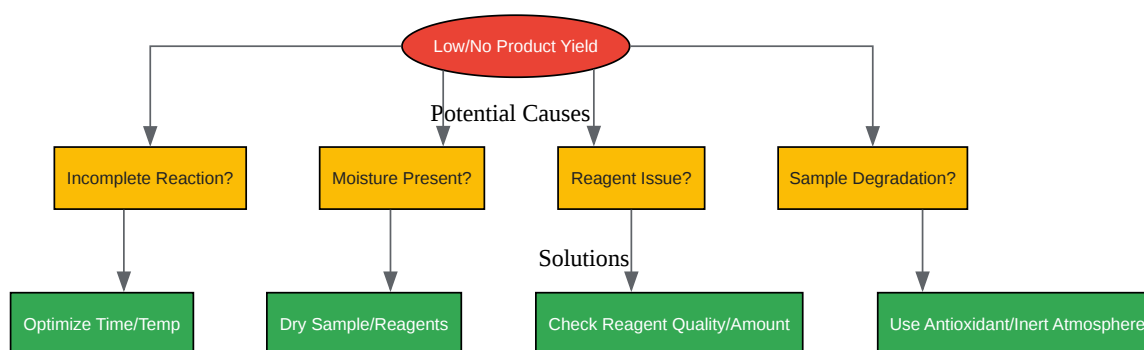 Low/No Product Yield
Potential Causes
Incomplete Reaction?
Moisture Present?
Reagent Issue?
Sample Degradation?
Solutions
Optimize Time/Temp
Dry Sample/Reagents
Check Reagent Quality/Amount
Use Antioxidant/Inert Atmosphere